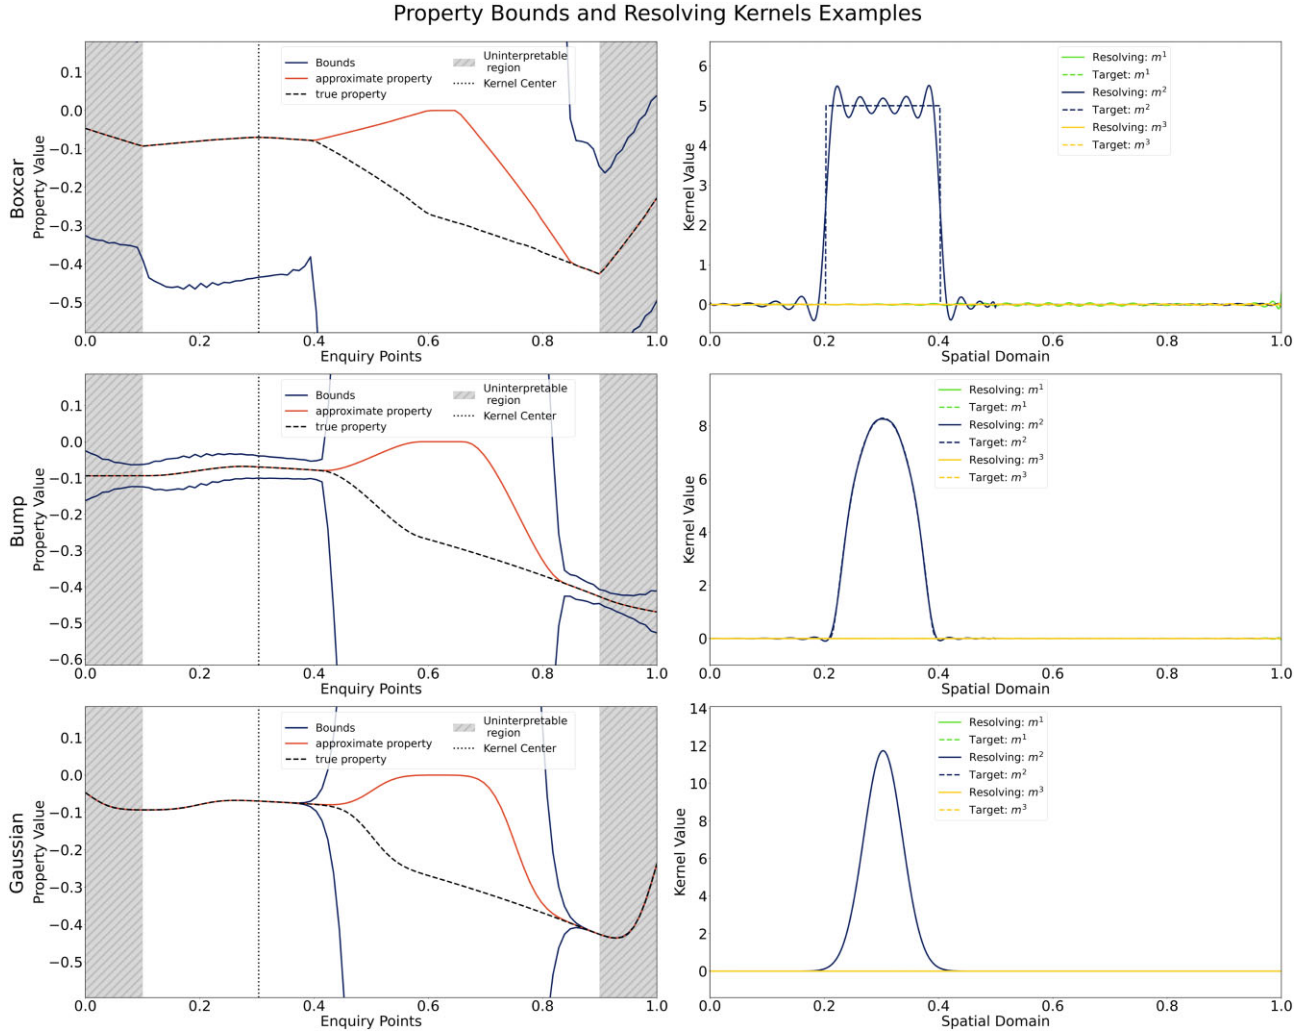 Property Bounds and Resolving Kernels Examples
Boxcar
Property Value
0.1
0.0
−0.1
−0.2
−0.3
−0.4
−0.5
Bounds
approximate property
true property
Uninterpretable
region
Kernel Center
0.0 0.2 0.4 0.6 0.8 1.0
Enquiry Points
Kernel Value
6
5
4
3
2
1
0
Resolving: m¹
Target: m¹
Resolving: m²
Target: m²
Resolving: m³
Target: m³
0.0 0.2 0.4 0.6 0.8 1.0
Spatial Domain
Bump
Property Value
0.1
0.0
−0.1
−0.2
−0.3
−0.4
−0.5
−0.6
Bounds
approximate property
true property
Uninterpretable
region
Kernel Center
0.0 0.2 0.4 0.6 0.8 1.0
Enquiry Points
Kernel Value
8
6
4
2
0
Resolving: m¹
Target: m¹
Resolving: m²
Target: m²
Resolving: m³
Target: m³
0.0 0.2 0.4 0.6 0.8 1.0
Spatial Domain
Gaussian
Property Value
0.1
0.0
−0.1
−0.2
−0.3
−0.4
−0.5
Bounds
approximate property
true property
Uninterpretable
region
Kernel Center
0.0 0.2 0.4 0.6 0.8 1.0
Enquiry Points
Kernel Value
14
12
10
8
6
4
2
0
Resolving: m¹
Target: m¹
Resolving: m²
Target: m²
Resolving: m³
Target: m³
0.0 0.2 0.4 0.6 0.8 1.0
Spatial Domain